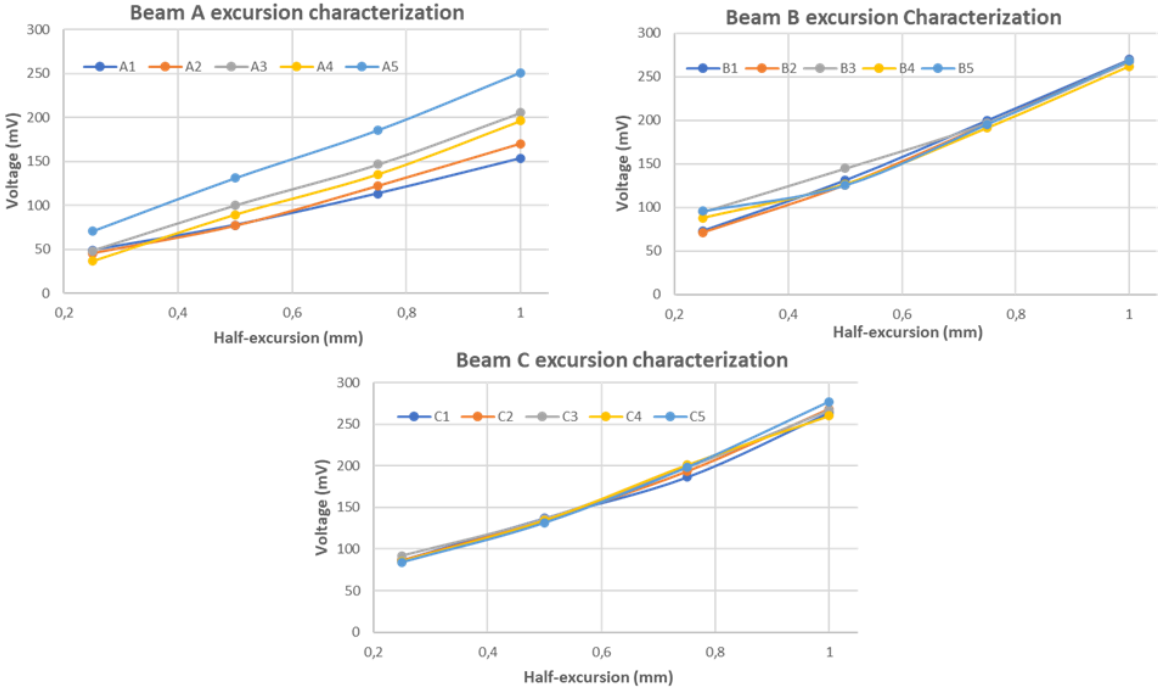 Beam A excursion characterization
300
250
200
150
100
50
0
Voltage (mV)
A1 A2 A3 A4 A5
0,2 0,4 0,6 0,8 1
Half-excursion (mm)
Beam B excursion Characterization
300
250
200
150
100
50
0
Voltage (mV)
B1 B2 B3 B4 B5
0,2 0,4 0,6 0,8 1
Half-excursion (mm)
Beam C excursion characterization
300
250
200
150
100
50
0
Voltage (mV)
C1 C2 C3 C4 C5
0,2 0,4 0,6 0,8 1
Half-excursion (mm)